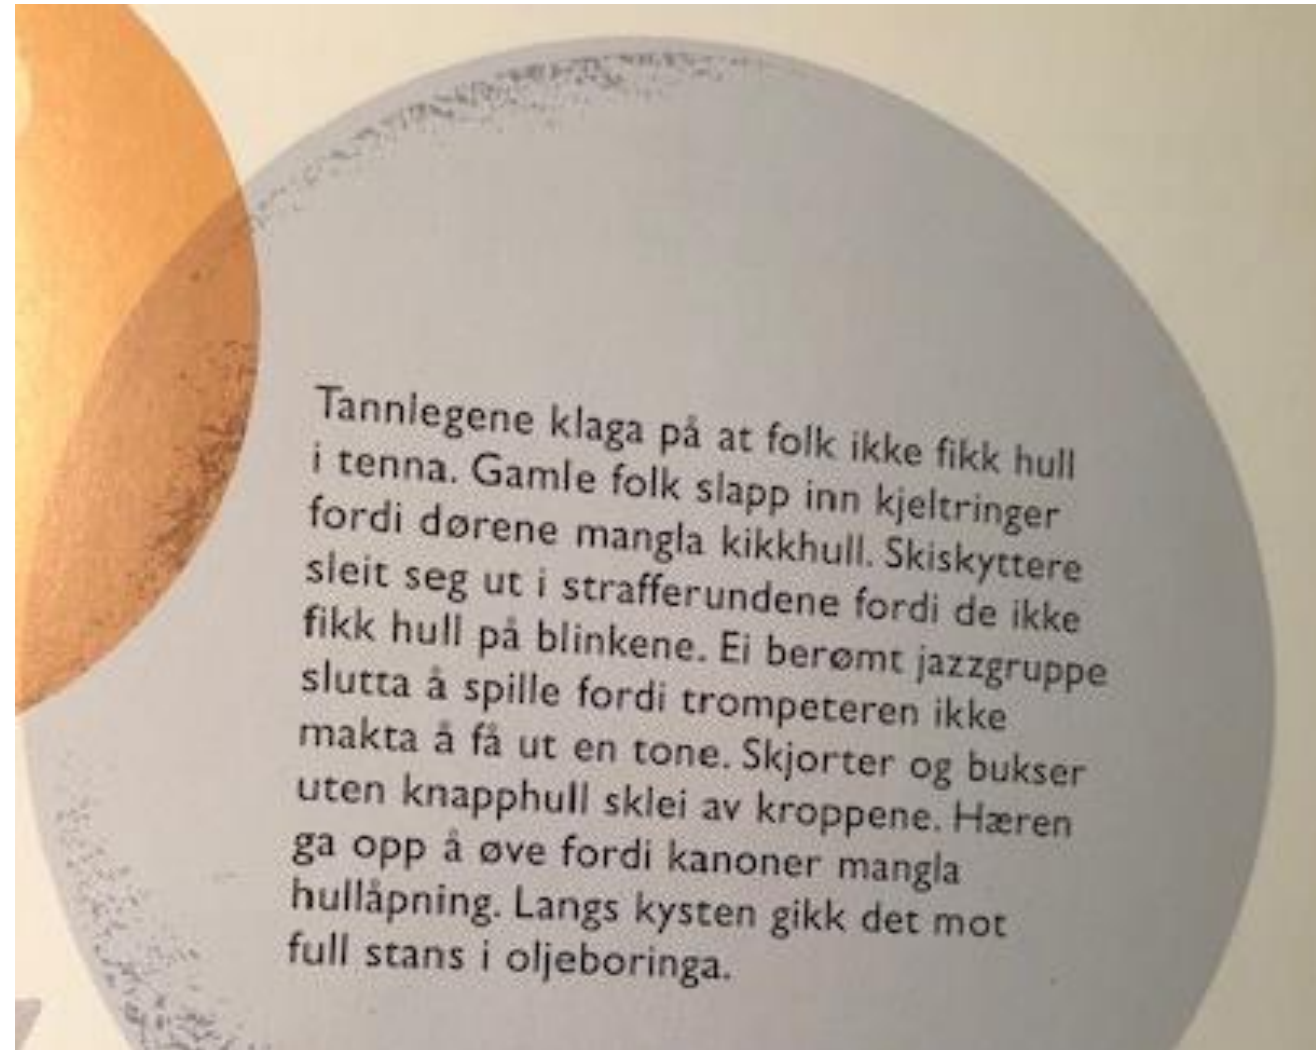 Tannlegene klaga på at folk ikke fikk hull
i tenna. Gamle folk slapp inn kjeltringer
fordi dørene mangla kikkhull. Skiskyttere
sleit seg ut i strafferundene fordi de ikke
fikk hull på blinkene. Ei berømt jazzgruppe
slutta å spille fordi trompeteren ikke
makta å få ut en tone. Skjorter og bukser
uten knapphull sklei av kroppene. Hæren
ga opp å øve fordi kanoner mangla
hullåpning. Langs kysten gikk det mot
full stans i oljeboringa.